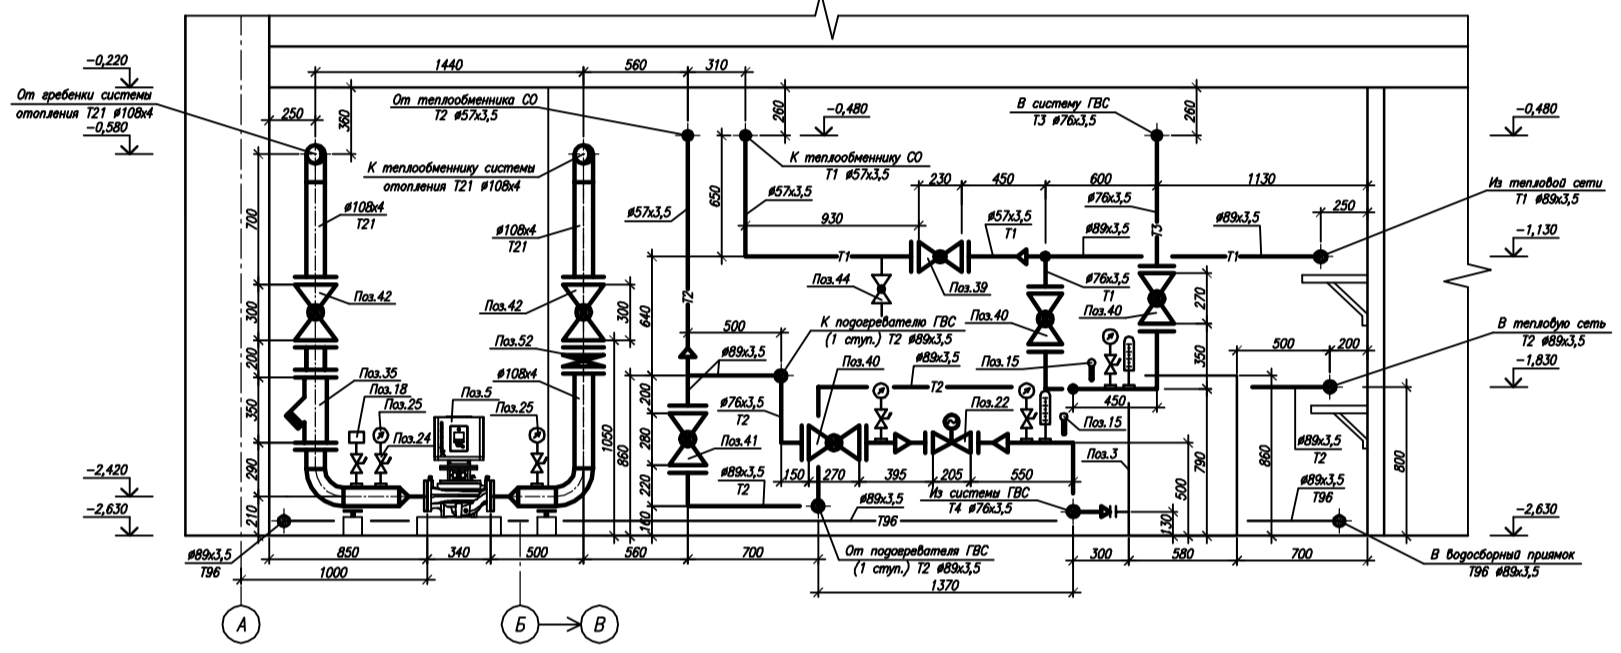 -0,220
1440
560
310
От гребенки системы
отопления Т21 ø108х4
-0,580
250
360
От теплообменника СО
Т2 ø57х3,5
260
-0,480
В систему ГВС
Т3 ø76х3,5
260
-0,480
К теплообменнику системы
отопления Т21 ø108х4
К теплообменнику СО
Т1 ø57х3,5
230
450
600
1130
Из тепловой сети
Т1 ø89х3,5
ø108х4
Т21
ø108х4
Т21
ø57х3,5
650
ø57х3,5
930
ø57х3,5
Т1
ø89х3,5
ø76х3,5
Т3
ø89х3,5
250
-1,130
700
Т1
Т1
Поз.42
Поз.42
Т2
Поз.44
Поз.39
ø76х3,5
Т1
Поз.40
Поз.40
270
300
300
640
500
К подогревателю ГВС
(1 ступ.) Т2 ø89х3,5
В тепловую сеть
Т2 ø89х3,5
Поз.52
200
ø89х3,5
Поз.40
ø89х3,5
Т2
Поз.15
350
500
200
-1,830
Поз.35
Поз.18
Поз.25
Поз.5
Поз.25
ø108х4
200
ø76х3,5
Т2
Поз.22
450
350
Поз.24
1050
860
280
Поз.41
Поз.15
Поз.3
790
860
ø89х3,5
Т2
800
290
-2,420
220
ø89х3,5
Т2
150
270
395
205
550
500
ø89х3,5
Т96
-2,630
210
160
ø89х3,5
Т96
Из системы ГВС
Т4 ø76х3,5
130
-2,630
ø89х3,5
Т96
850
340
500
560
700
От подогревателя ГВС
(1 ступ.) Т2 ø89х3,5
300
580
700
В водосборный приямок
Т96 ø89х3,5
1000
1370
А
Б
В